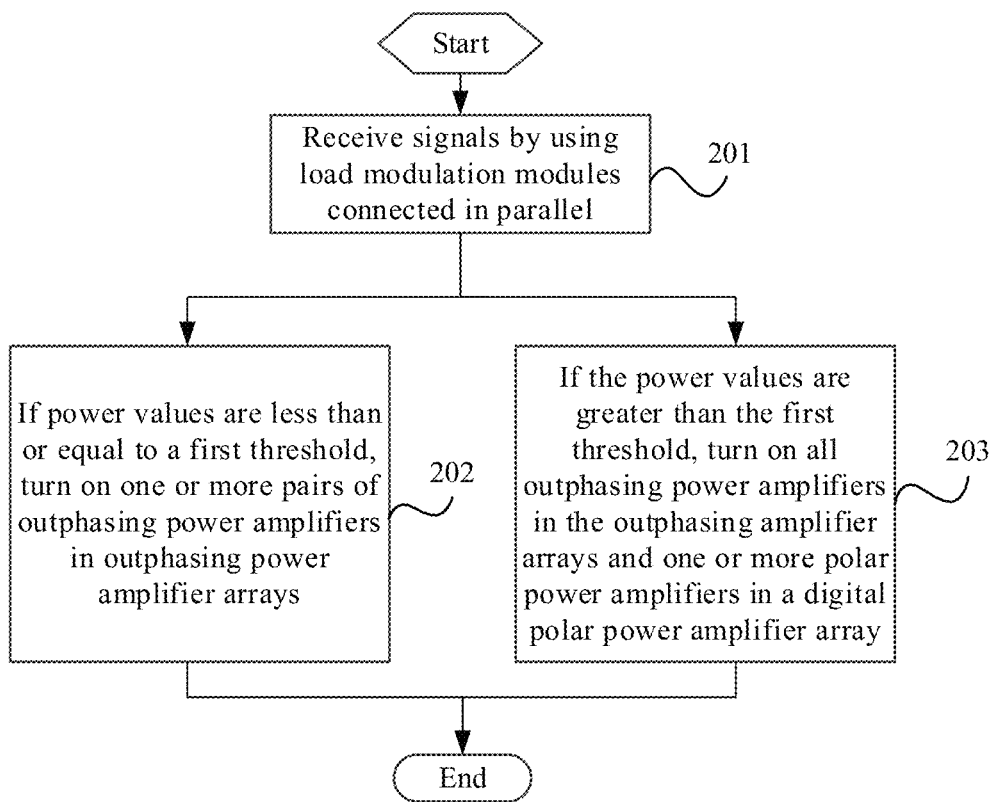 Start
Receive signals by using
load modulation modules
connected in parallel
201
If power values are less than
or equal to a first threshold,
turn on one or more pairs of
outphasing power amplifiers
in outphasing power
amplifier arrays
202
If the power values are
greater than the first
threshold, turn on all
outphasing power amplifiers
in the outphasing amplifier
arrays and one or more polar
power amplifiers in a digital
polar power amplifier array
203
End